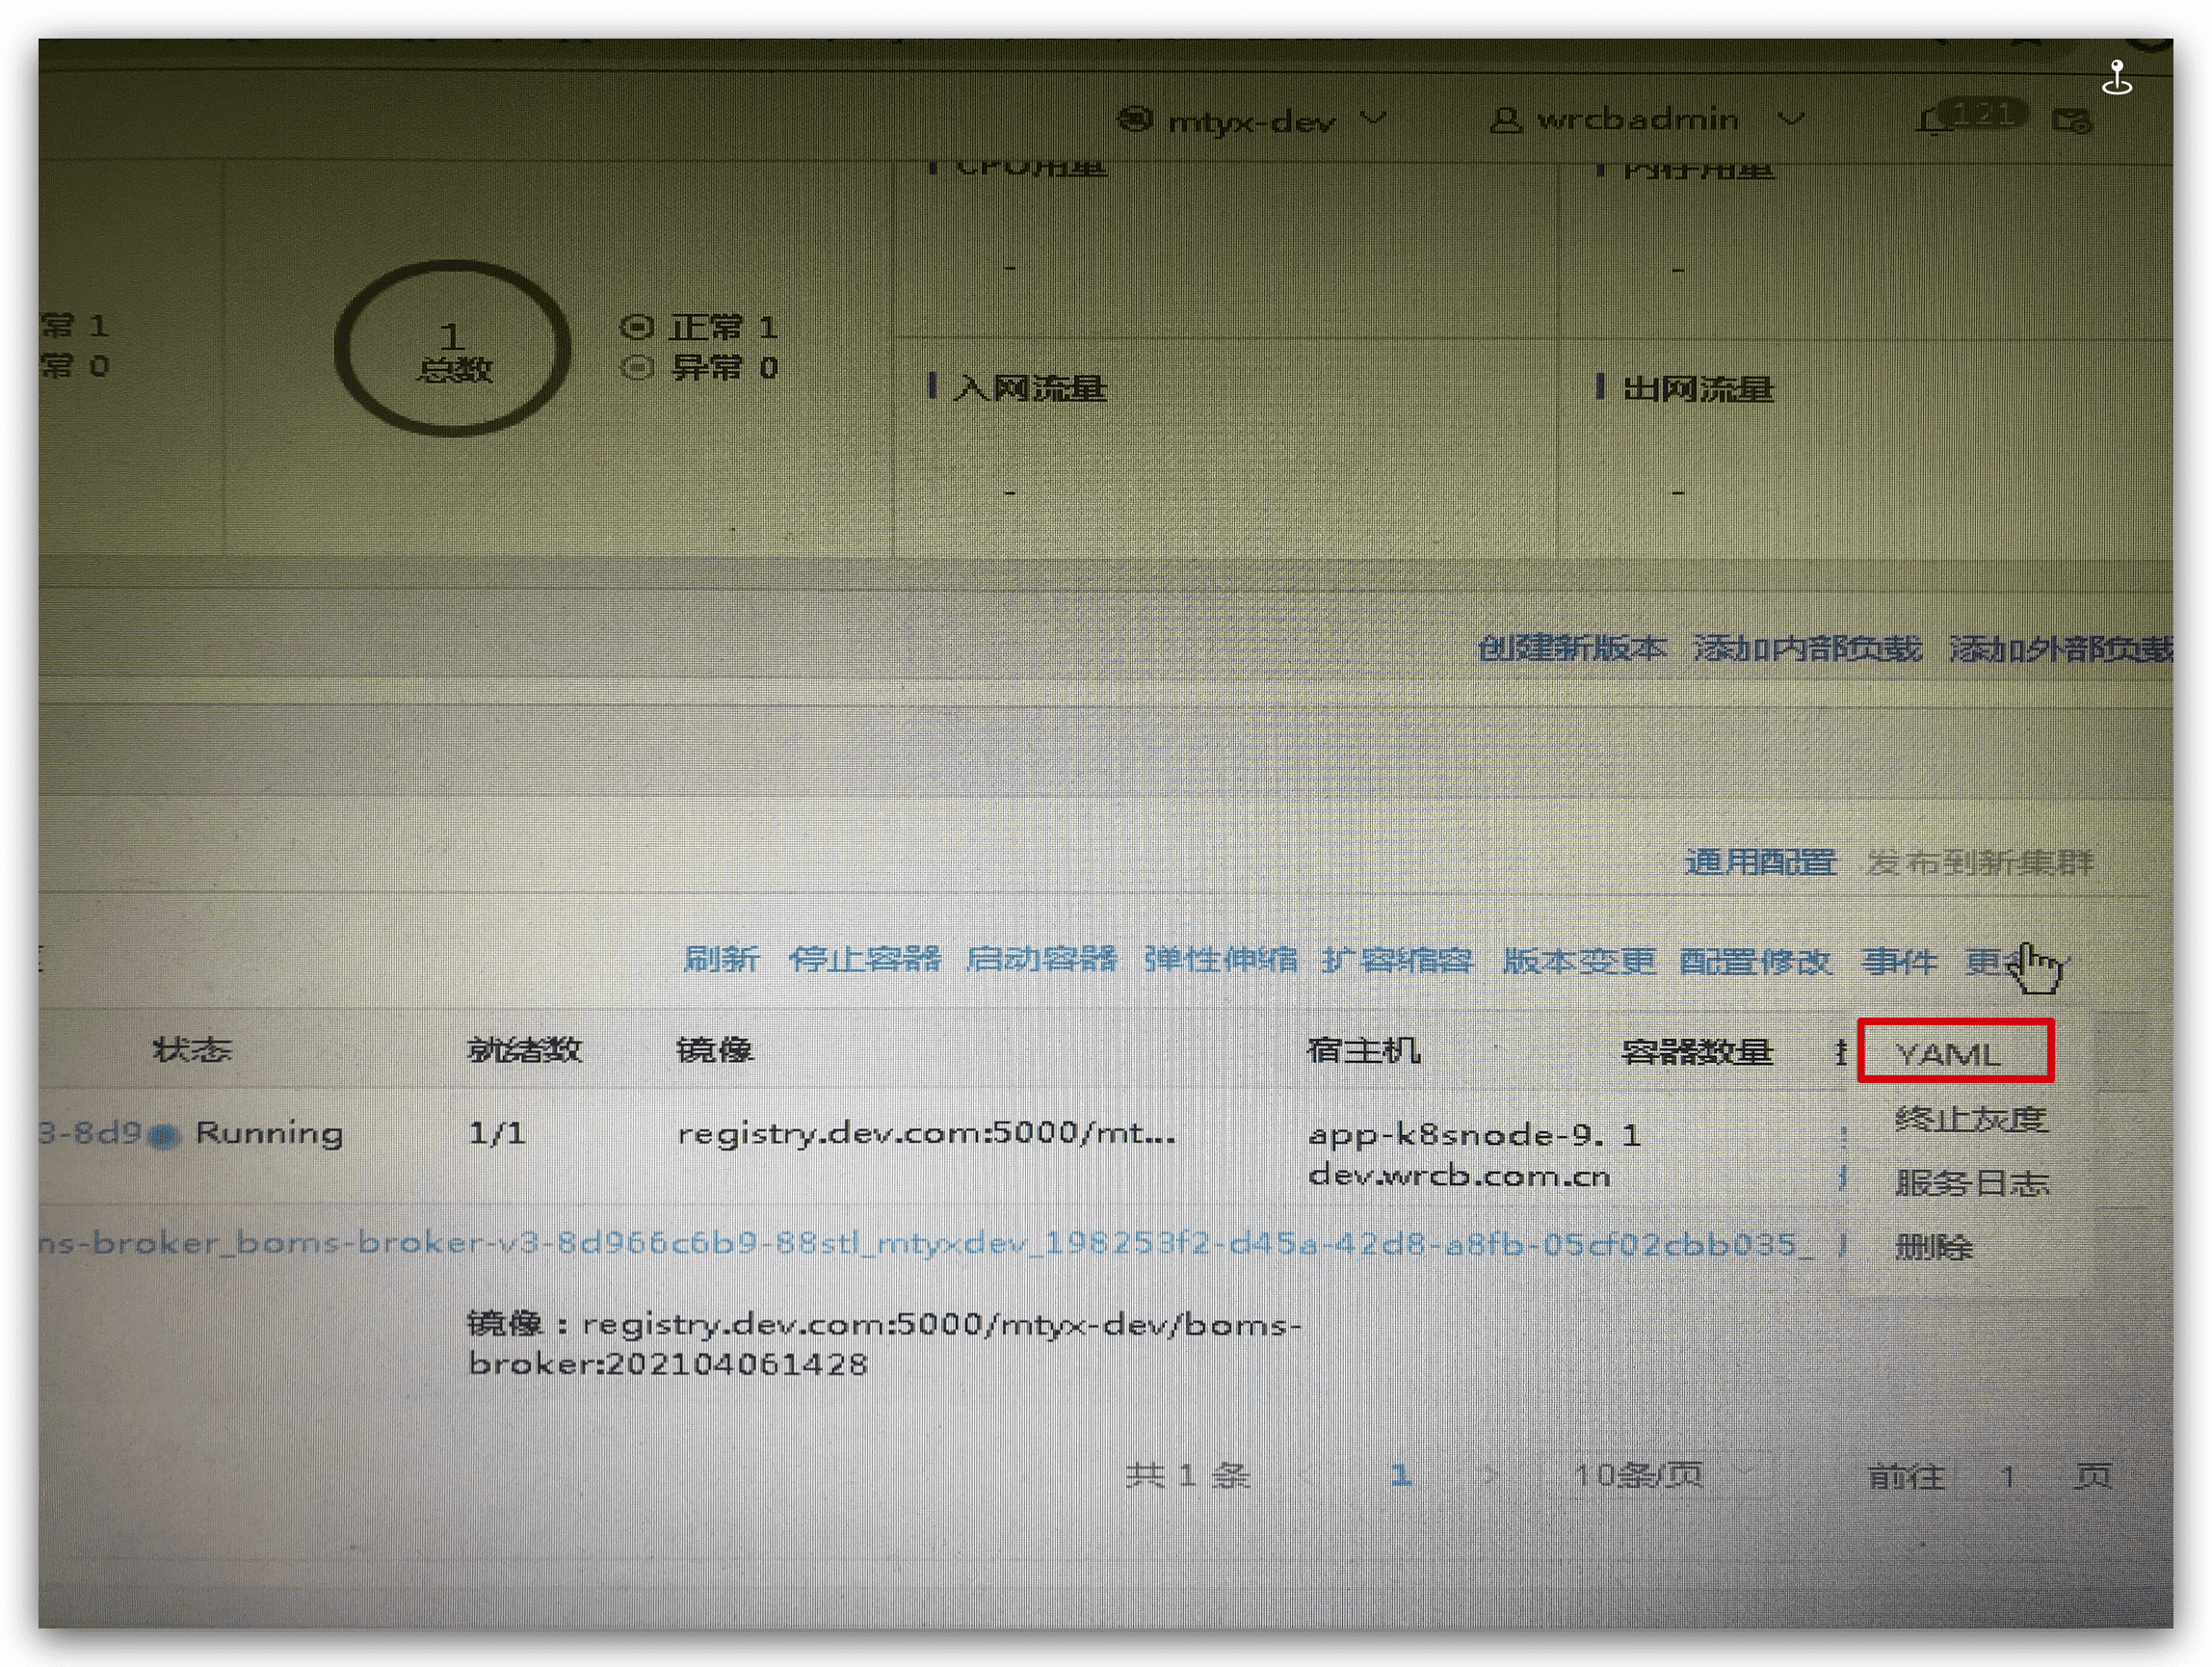 mtyx-dev wrcbadmin 121
CPU用量 内存用量
常 1 1 正常 1
常 0 总数 异常 0
入网流量 出网流量
创建新版本 添加内部负载 添加外部负载
通用配置 发布到新集群
刷新 停止容器 启动容器 弹性伸缩 扩容缩容 版本变更 配置修改 事件 更
状态 就绪数 镜像 宿主机 容器数量 YAML
3-8d9 Running 1/1 registry.dev.com:5000/mt... app-k8snode-9. 1
dev.wrcb.com.cn
终止灰度
服务日志
ns-broker_boms-broker-v3-8d966c6b9-88stl_mtyxdev_198253f2-d45a-42d8-a8fb-05cf02cbb035_
删除
镜像：registry.dev.com:5000/mtyx-dev/boms-
broker:202104061428
共 1 条 < 1 > 10条/页 前往 1 页